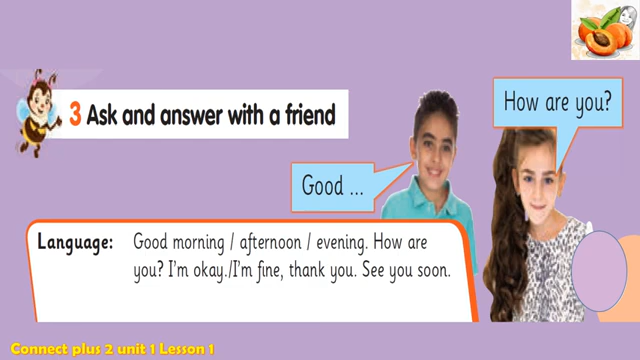 3 Ask and answer with a friend
How are you?
Good ...
Language: Good morning / afternoon / evening. How are
you? I'm okay./I'm fine, thank you. See you soon.
Connect plus 2 unit 1 Lesson 1